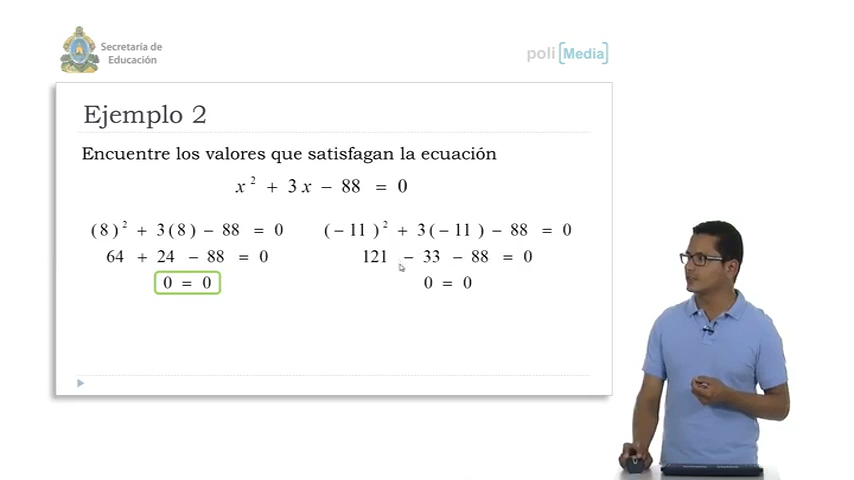 Secretaría de
Educación
poli [Media]
Ejemplo 2
Encuentre los valores que satisfagan la ecuación
x² + 3x − 88 = 0
(8)² + 3(8) − 88 = 0
64 + 24 − 88 = 0
0 = 0
(−11)² + 3(−11) − 88 = 0
121 − 33 − 88 = 0
0 = 0